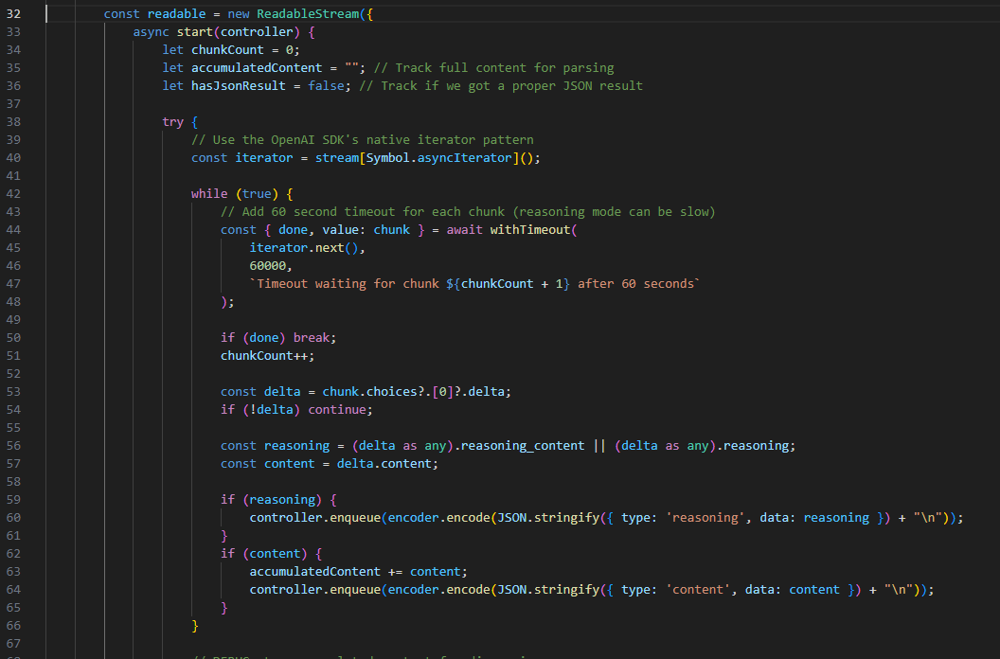 32 const readable = new ReadableStream({
33 async start(controller) {
34 let chunkCount = 0;
35 let accumulatedContent = ""; // Track full content for parsing
36 let hasJsonResult = false; // Track if we got a proper JSON result
37
38 try {
39 // Use the OpenAI SDK's native iterator pattern
40 const iterator = stream[Symbol.asyncIterator]();
41
42 while (true) {
43 // Add 60 second timeout for each chunk (reasoning mode can be slow)
44 const { done, value: chunk } = await withTimeout(
45 iterator.next(),
46 60000,
47 `Timeout waiting for chunk ${chunkCount + 1} after 60 seconds`
48 );
49
50 if (done) break;
51 chunkCount++;
52
53 const delta = chunk.choices?.[0]?.delta;
54 if (!delta) continue;
55
56 const reasoning = (delta as any).reasoning_content || (delta as any).reasoning;
57 const content = delta.content;
58
59 if (reasoning) {
60 controller.enqueue(encoder.encode(JSON.stringify({ type: 'reasoning', data: reasoning }) + "\n"));
61 }
62 if (content) {
63 accumulatedContent += content;
64 controller.enqueue(encoder.encode(JSON.stringify({ type: 'content', data: content }) + "\n"));
65 }
66 }
67